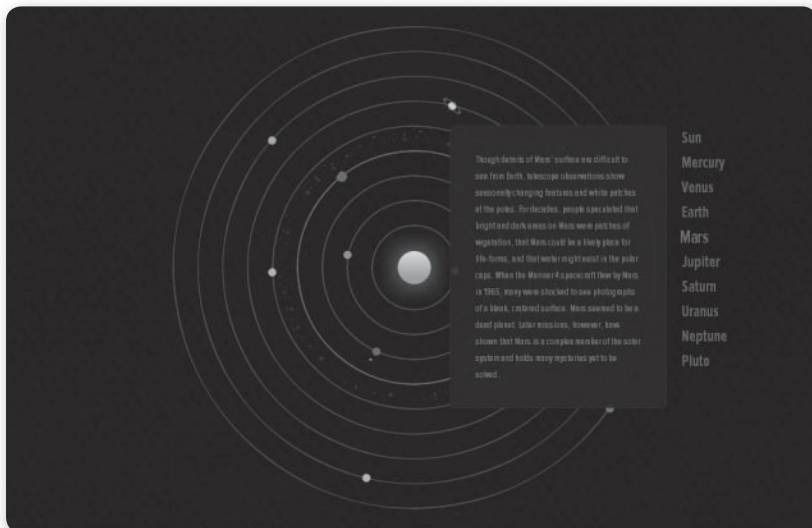 Though details of Mars' surface are difficult to
see from Earth, telescope observations show
seasonally changing features and white patches
at the poles. For decades, people speculated that
bright and dark areas on Mars were patches of
vegetation, that Mars could be a likely place for
life-forms, and that water might exist in the polar
caps. When the Mariner 4 spacecraft flew by Mars
in 1965, many were shocked to see photographs
of a bleak, cratered surface. Mars seemed to be a
dead planet. Later missions, however, have
shown that Mars is a complex member of the solar
system and holds many mysteries yet to be
solved.
Sun
Mercury
Venus
Earth
Mars
Jupiter
Saturn
Uranus
Neptune
Pluto